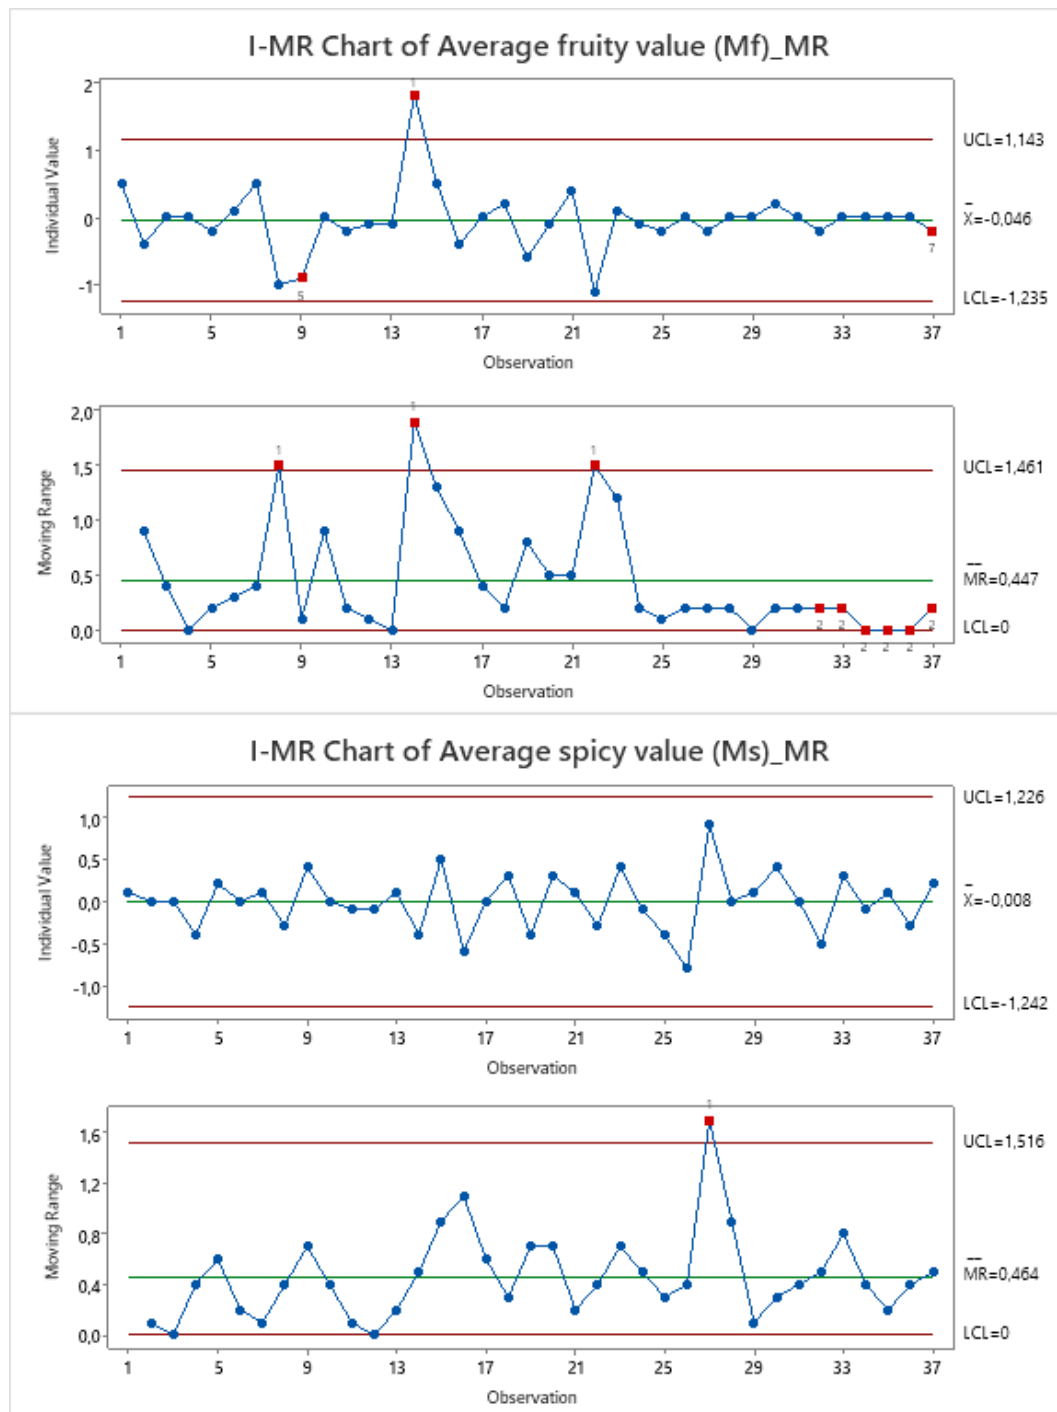 I-MR Chart of Average fruity value (Mf)_MR
Individual Value
2
1
0
-1
1
5
7
UCL=1,143
X̄=-0,046
LCL=-1,235
1 5 9 13 17 21 25 29 33 37
Observation
Moving Range
2,0
1,5
1,0
0,5
0,0
1
1
1
2 2 2 2 2 2
UCL=1,461
M̄R̄=0,447
LCL=0
1 5 9 13 17 21 25 29 33 37
Observation
I-MR Chart of Average spicy value (Ms)_MR
Individual Value
1,0
0,5
0,0
-0,5
-1,0
UCL=1,226
X̄=-0,008
LCL=-1,242
1 5 9 13 17 21 25 29 33 37
Observation
Moving Range
1,6
1,2
0,8
0,4
0,0
1
UCL=1,516
M̄R̄=0,464
LCL=0
1 5 9 13 17 21 25 29 33 37
Observation